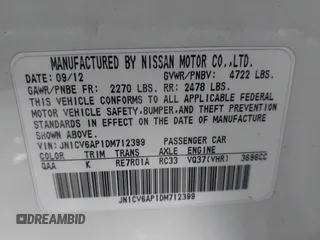 MANUFACTURED BY NISSAN MOTOR CO.,LTD.
DATE: 09/12 GVWR/PNBV: 4722 LBS.
GAWR/PNBE FR: 2270 LBS. RR: 2478 LBS.
THIS VEHICLE CONFORMS TO ALL APPLICABLE FEDERAL
MOTOR VEHICLE SAFETY,BUMPER,AND THEFT PREVENTION
STANDARDS IN EFFECT ON THE DATE OF MANUFACTURE
SHOWN ABOVE.
VIN: JN1CV6AP1DM712399 PASSENGER CAR
COLOR TRIM TRANS AXLE ENGINE
QAA K RE7R01A RC33 VQ37(VHR) 3696CC
JN1CV6AP1DM712399
DIRECT.BID